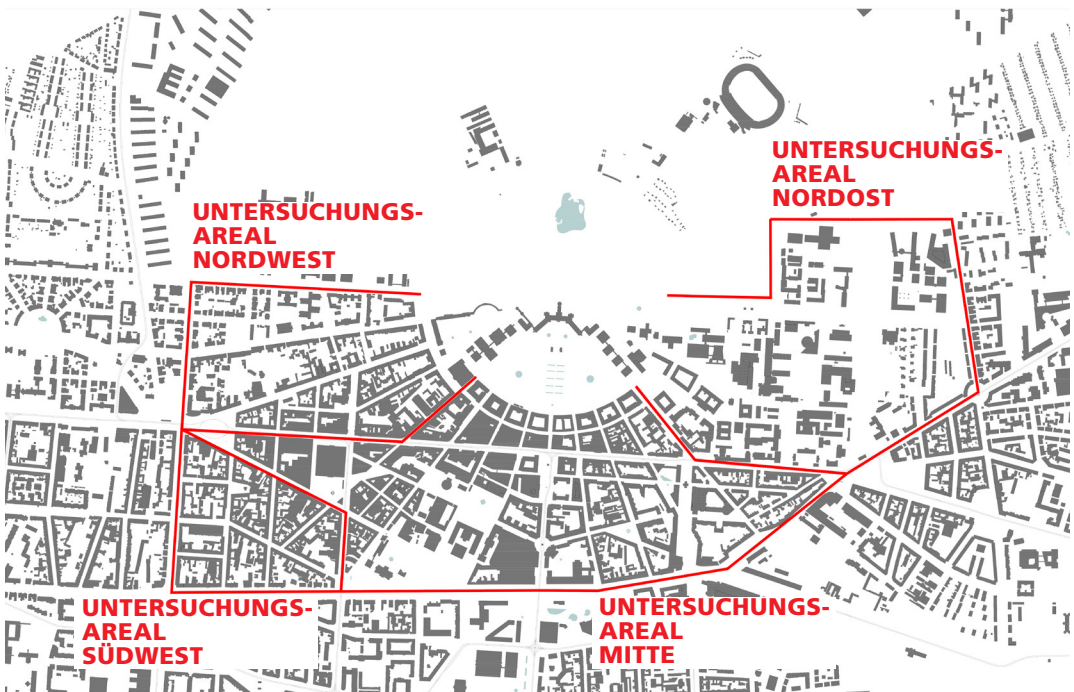 UNTERSUCHUNGS-
AREAL
NORDOST
UNTERSUCHUNGS-
AREAL
NORDWEST
UNTERSUCHUNGS-
AREAL
SÜDWEST
UNTERSUCHUNGS-
AREAL
MITTE